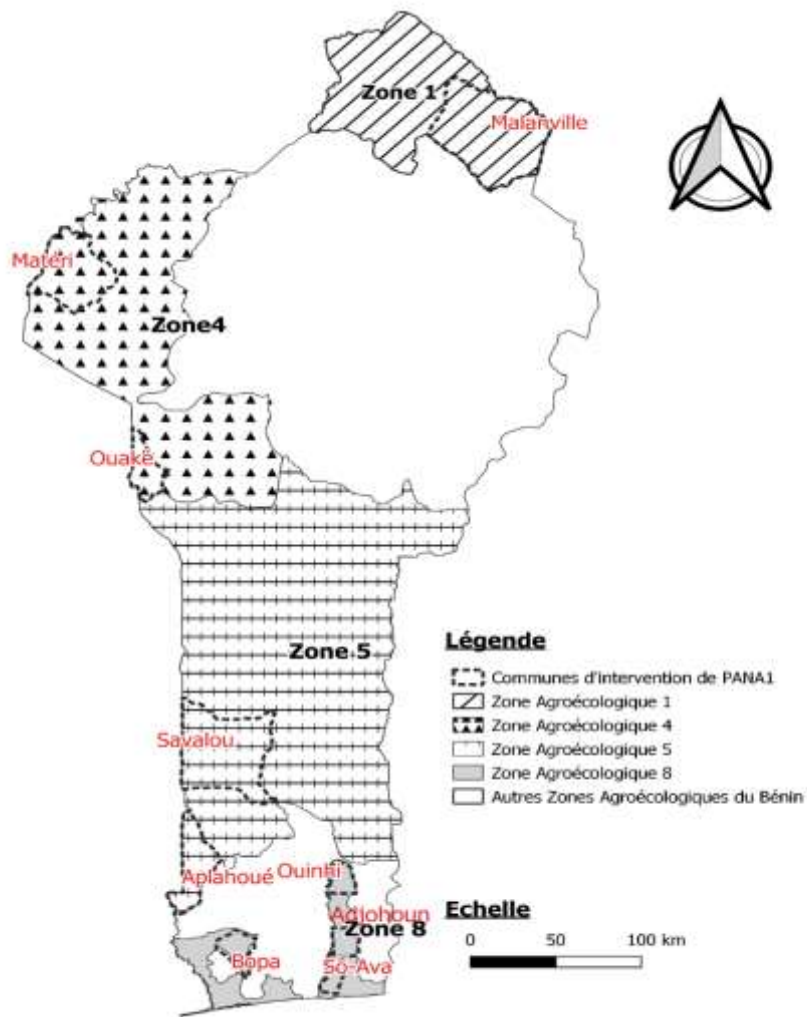 Zone 1
Malanville
Matéri
Zone4
Ouaké
Zone 5
Savalou
Aplahoué
Ouinhi
Adjohoun
Zone 8
Bopa
Sô-Ava
Légende
Communes d'intervention de PANA1
Zone Agroécologique 1
Zone Agroécologique 4
Zone Agroécologique 5
Zone Agroécologique 8
Autres Zones Agroécologiques du Bénin
Echelle
0 50 100 km